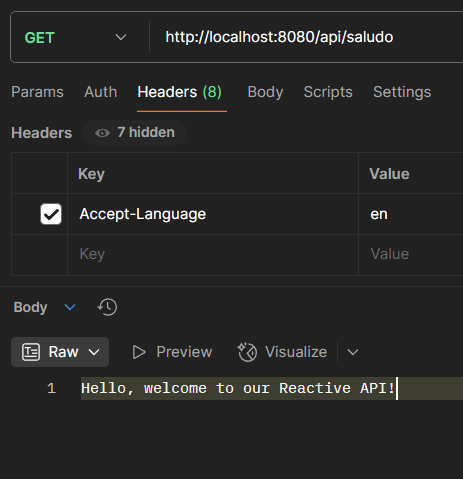 GET http://localhost:8080/api/saludo
Params Auth Headers (8) Body Scripts Settings
Headers 7 hidden
Key Value
Accept-Language en
Key Value
Body
Raw Preview Visualize
1 Hello, welcome to our Reactive API!